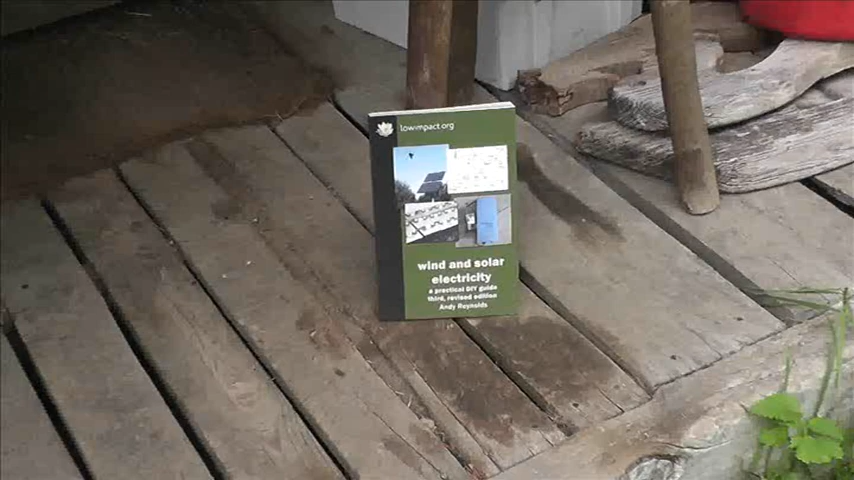 lowimpact.org
wind and solar
electricity
a practical DIY guide
third, revised edition
Andy Reynolds